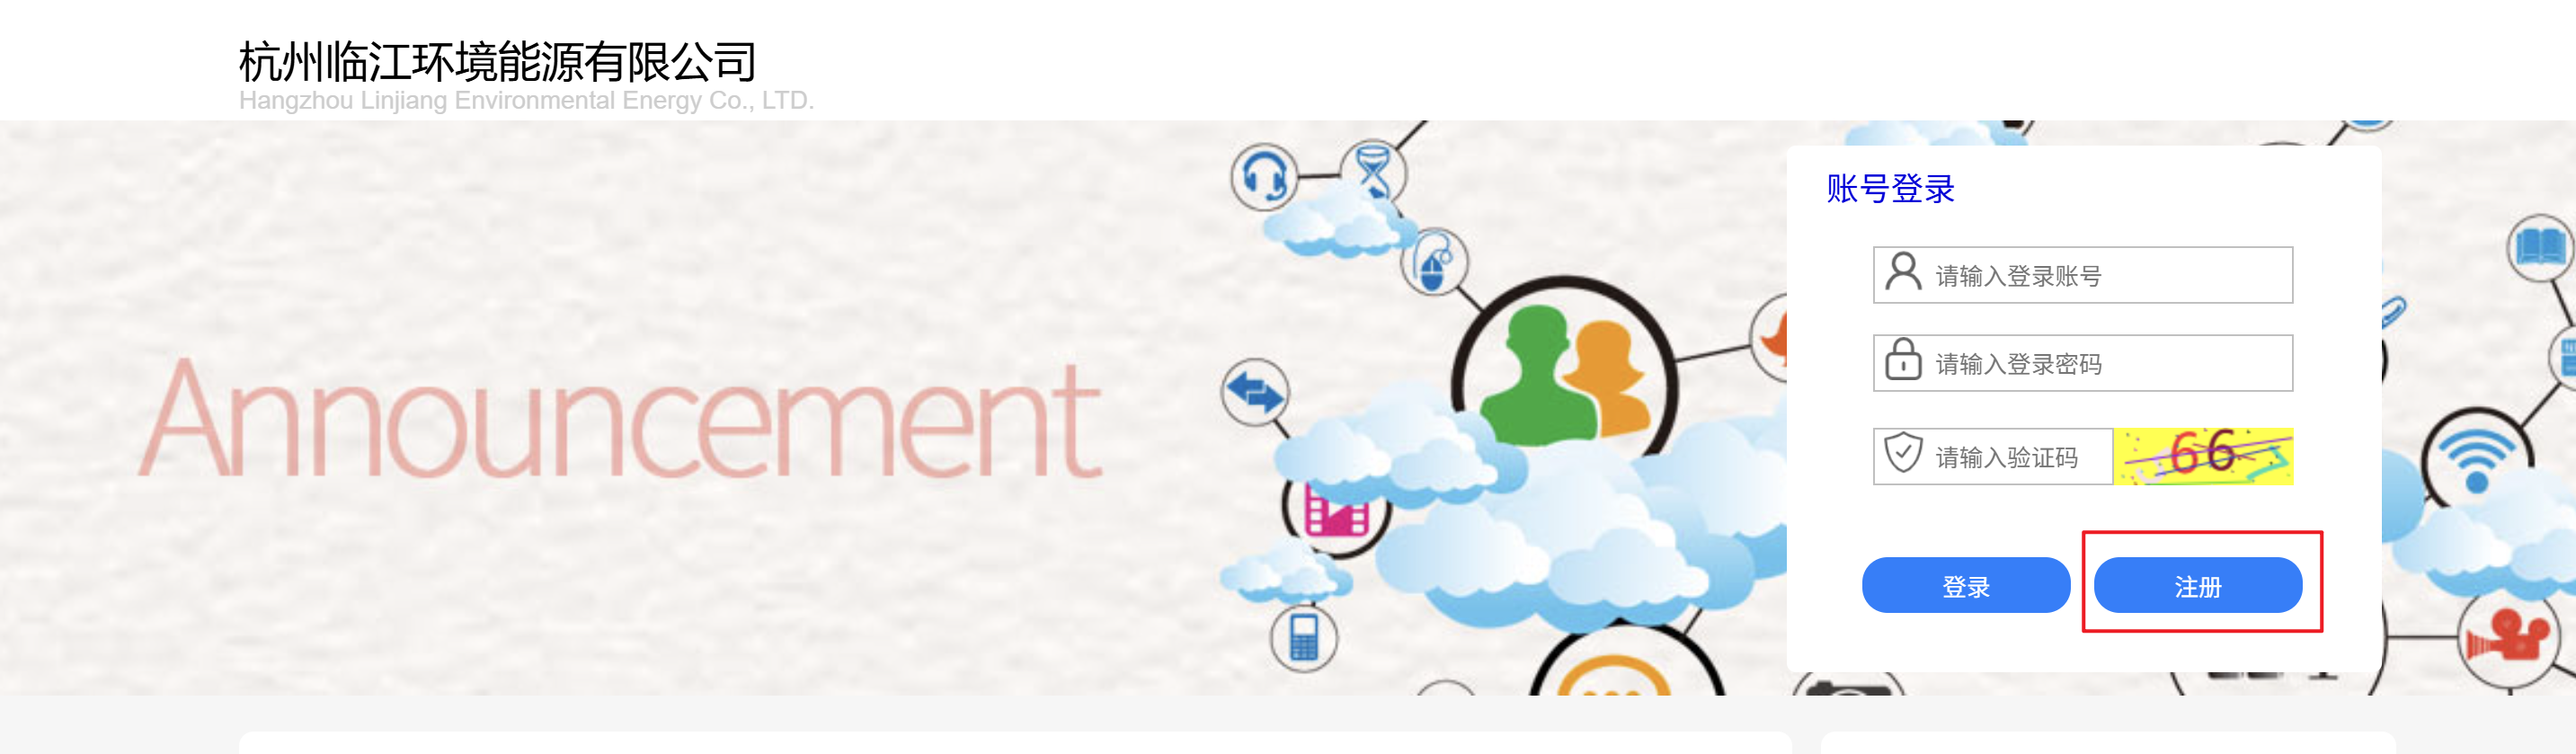 杭州临江环境能源有限公司
Hangzhou Linjiang Environmental Energy Co., LTD.
账号登录
请输入登录账号
Announcement
请输入登录密码
请输入验证码
66
登录
注册